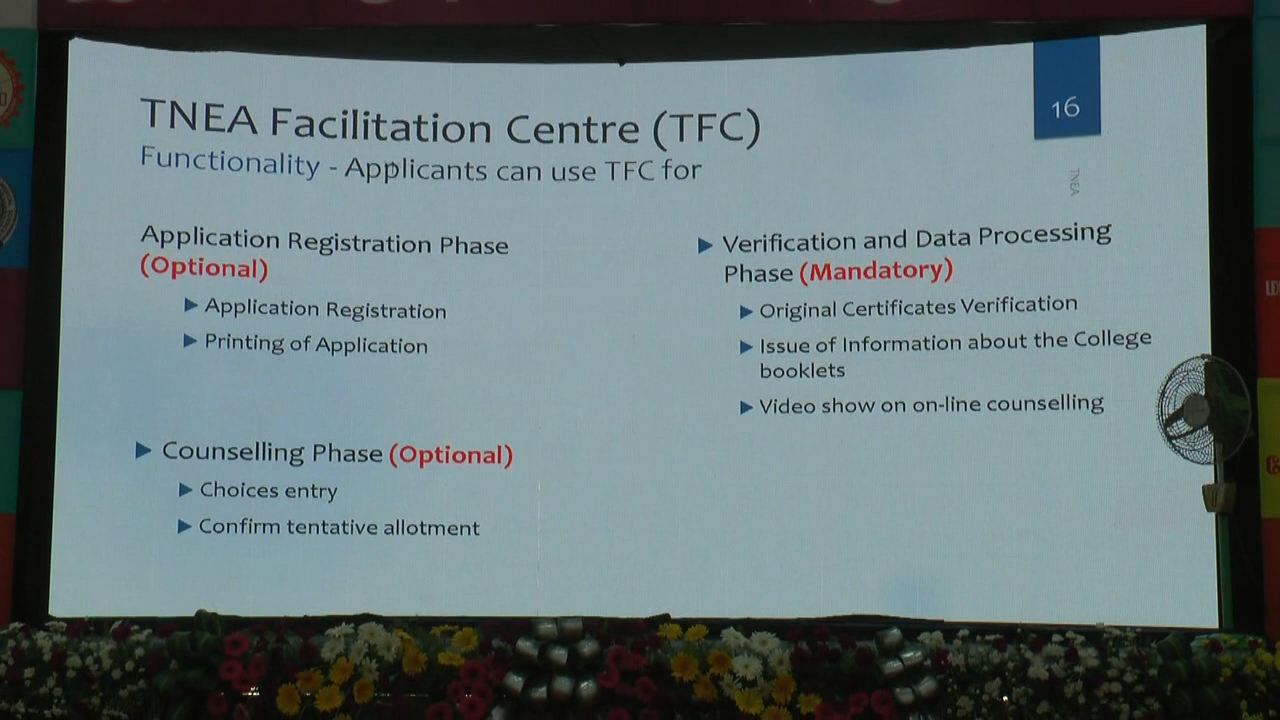 TNEA Facilitation Centre (TFC)
Functionality - Applicants can use TFC for
16
TNEA
Application Registration Phase
(Optional)
Application Registration
Printing of Application
Counselling Phase (Optional)
Choices entry
Confirm tentative allotment
Verification and Data Processing
Phase (Mandatory)
Original Certificates Verification
Issue of Information about the College
booklets
Video show on on-line counselling